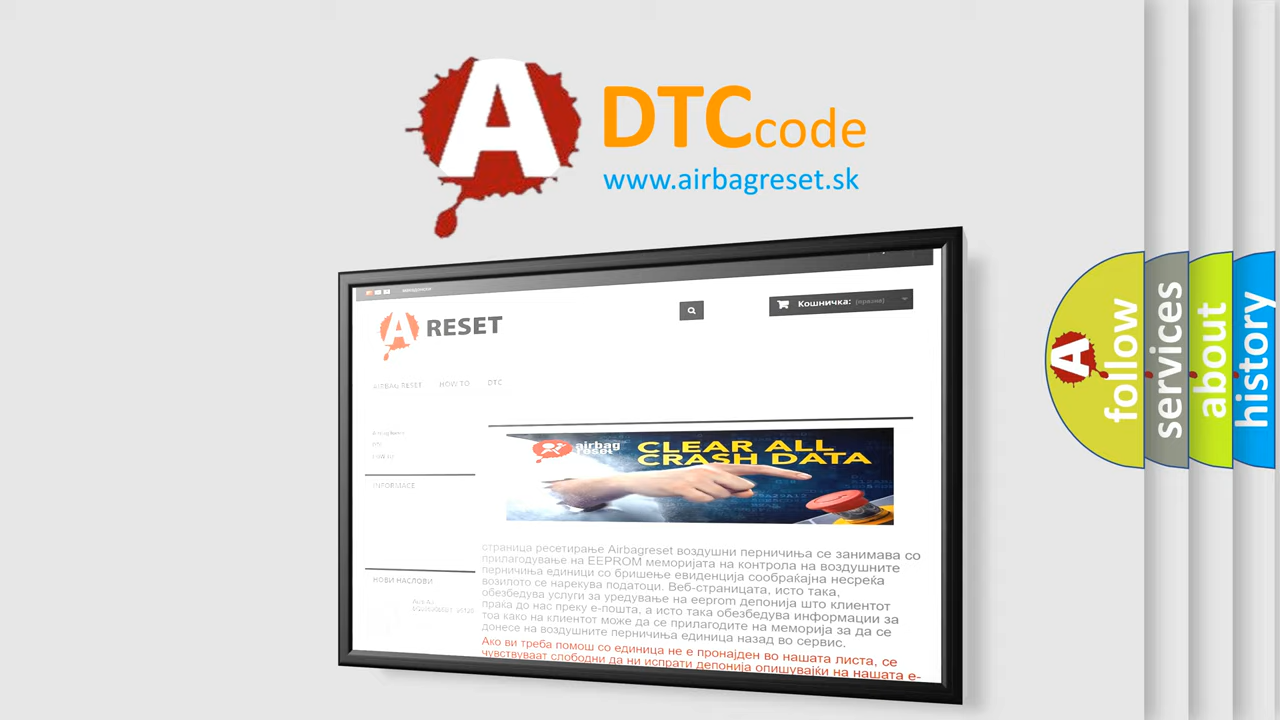 A
DTCcode
www.airbagreset.sk
A RESET
Кошничка: (празни)
AIRBAG RESET HOW TO DTC
INFORMACE
НОВИ НАСЛОВИ
airbag
reset
CLEAR ALL
CRASH DATA
страница ресетирање Airbagreset воздушни перничиња се занимава со
прилагодување на EEPROM меморијата на контрола на воздушните
перничиња единици со бришење евиденција сообраќајна несреќа
возилото се нарекува податоци. Веб-страницата, исто така,
обезбедува услуги за уредување на eeprom депонија што клиентот
праќа до нас преку е-пошта, а исто така обезбедува информации за
тоа како на клиентот може да се прилагодите на меморија за да се
донесе на воздушните перничиња единица назад во сервис.
Ако ви треба помош со единица не е пронајден во нашата листа, се
чувствуваат слободни да ни испрати депонија опишувајќи на нашата е-
A
follow
services
about
history